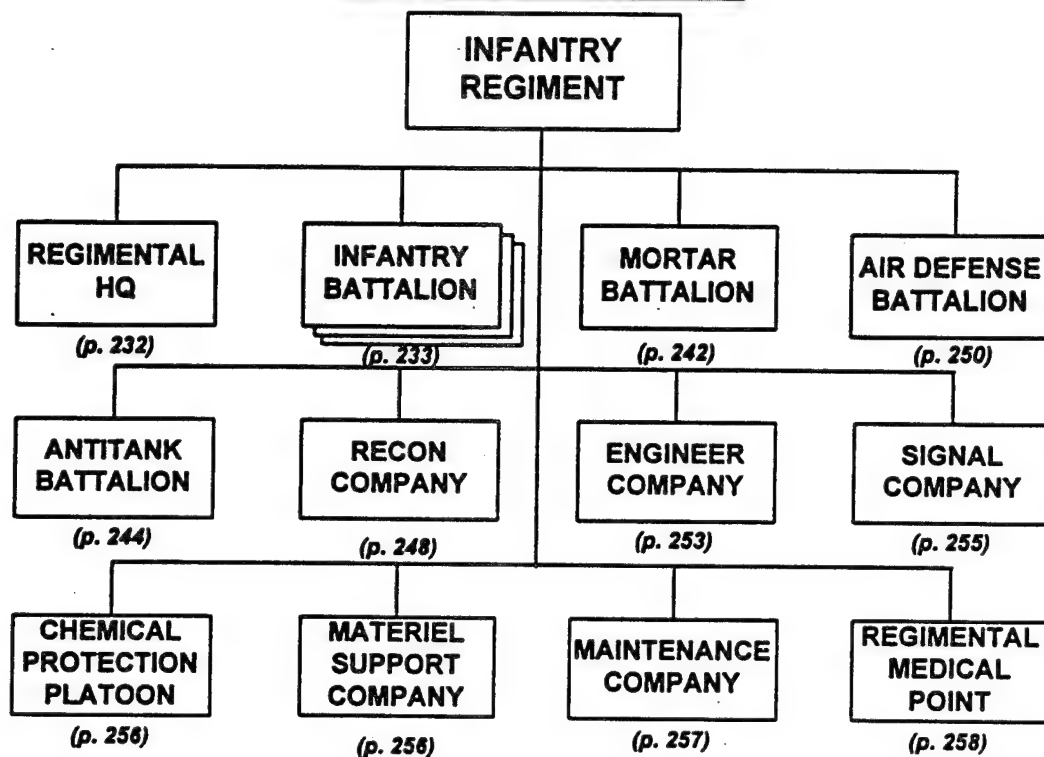 INFANTRY
REGIMENT
REGIMENTAL
HQ
(p. 232)
INFANTRY
BATTALION
(p. 233)
MORTAR
BATTALION
(p. 242)
AIR DEFENSE
BATTALION
(p. 250)
ANTITANK
BATTALION
(p. 244)
RECON
COMPANY
(p. 248)
ENGINEER
COMPANY
(p. 253)
SIGNAL
COMPANY
(p. 255)
CHEMICAL
PROTECTION
PLATOON
(p. 256)
MATERIEL
SUPPORT
COMPANY
(p. 256)
MAINTENANCE
COMPANY
(p. 257)
REGIMENTAL
MEDICAL
POINT
(p. 258)